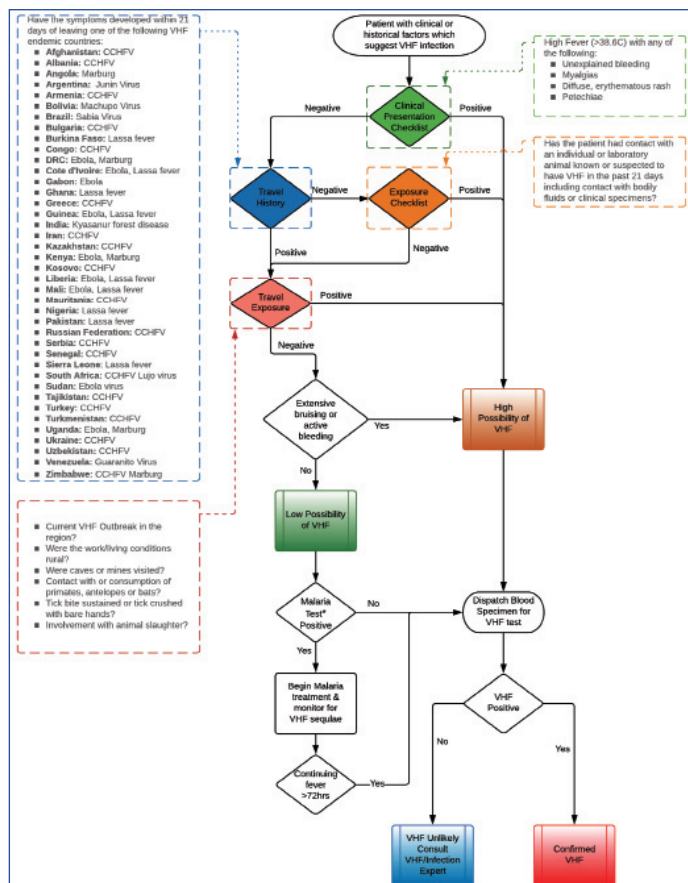 Have the symptoms developed within 21
days of leaving one of the following VHF
endemic countries:
Afghanistan: CCHFV
Albania: CCHFV
Angola: Marburg
Argentina: Junin Virus
Armenia: CCHFV
Bolivia: Machupo Virus
Brazil: Sabia Virus
Bulgaria: CCHFV
Burkina Faso: Lassa fever
Congo: CCHFV
DRC: Ebola, Marburg
Cote d'Ivoire: Ebola, Lassa fever
Gabon: Ebola
Ghana: Lassa fever
Greece: CCHFV
Guinea: Ebola, Lassa fever
India: Kyasanur forest disease
Iran: CCHFV
Kazakhstan: CCHFV
Kenya: Ebola, Marburg
Kosovo: CCHFV
Liberia: Ebola, Lassa fever
Mali: Ebola, Lassa fever
Mauritania: CCHFV
Nigeria: Lassa fever
Pakistan: Lassa fever
Russian Federation: CCHFV
Serbia: CCHFV
Senegal: CCHFV
Sierra Leone: Lassa fever
South Africa: CCHFV Lujo virus
Sudan: Ebola virus
Tajikistan: CCHFV
Turkey: CCHFV
Turkmenistan: CCHFV
Uganda: Ebola, Marburg
Ukraine: CCHFV
Uzbekistan: CCHFV
Venezuela: Guaranito Virus
Zimbabwe: CCHFV Marburg
Current VHF Outbreak in the
region?
Were the work/living conditions
rural?
Were caves or mines visited?
Contact with or consumption of
primates, antelopes or bats?
Tick bite sustained or tick crushed
with bare hands?
Involvement with animal slaughter?
Patient with clinical or
historical factors which
suggest VHF infection
Negative
Clinical
Presentation
Checklist
Positive
High Fever (>38.6C) with any of
the following:
Unexplained bleeding
Myalgias
Diffuse, erythematous rash
Petechiae
Travel
History
Negative
Exposure
Checklist
Positive
Has the patient had contact with
an individual or laboratory
animal known or suspected to
have VHF in the past 21 days
including contact with bodily
fluids or clinical specimens?
Positive
Negative
Travel
Exposure
Positive
Negative
Extensive
bruising or
active
bleeding
Yes
High
Possibility of
VHF
No
Low Possibility
of VHF
Malaria
Test*
Positive
No
Dispatch Blood
Specimen for
VHF test
Yes
Begin Malaria
treatment &
monitor for
VHF sequlae
VHF
Positive
No
Yes
Continuing
fever
>72hrs
Yes
VHF Unlikely
Consult
VHF/Infection
Expert
Confirmed
VHF